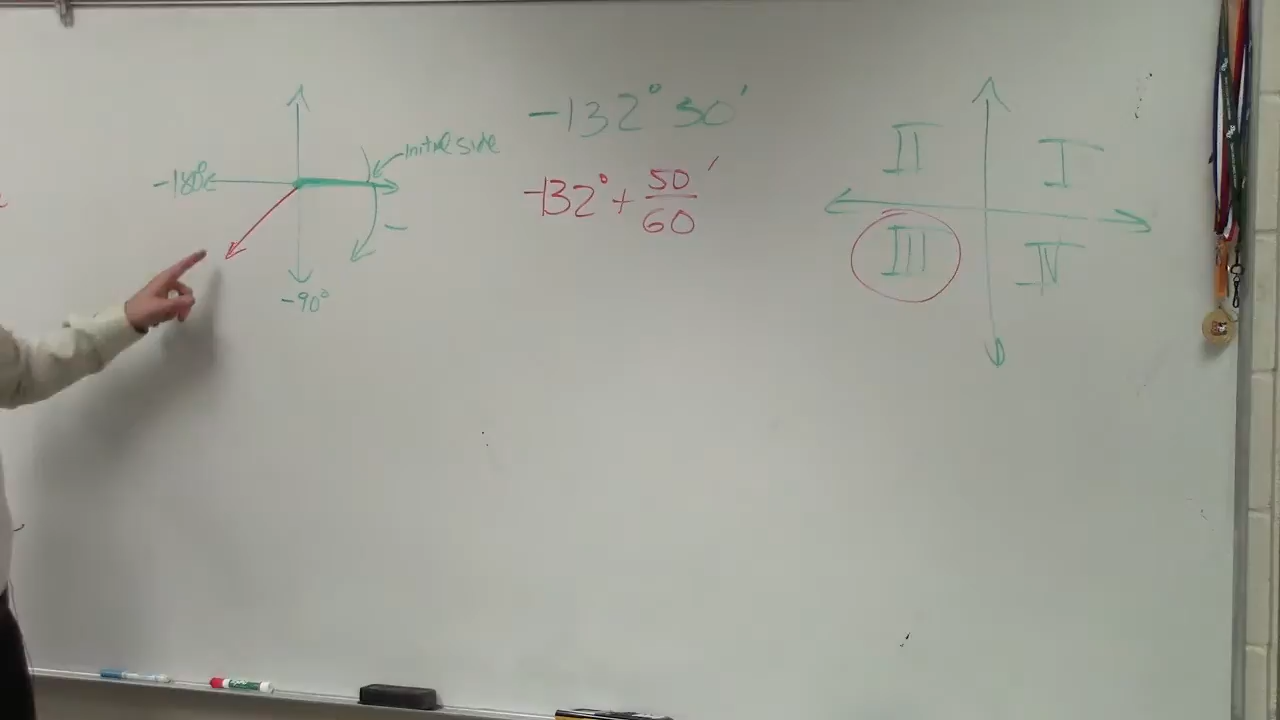 initial side
-180°
-
-90°
-132° 50'
-132° + 50/60 '
II
I
III
IV